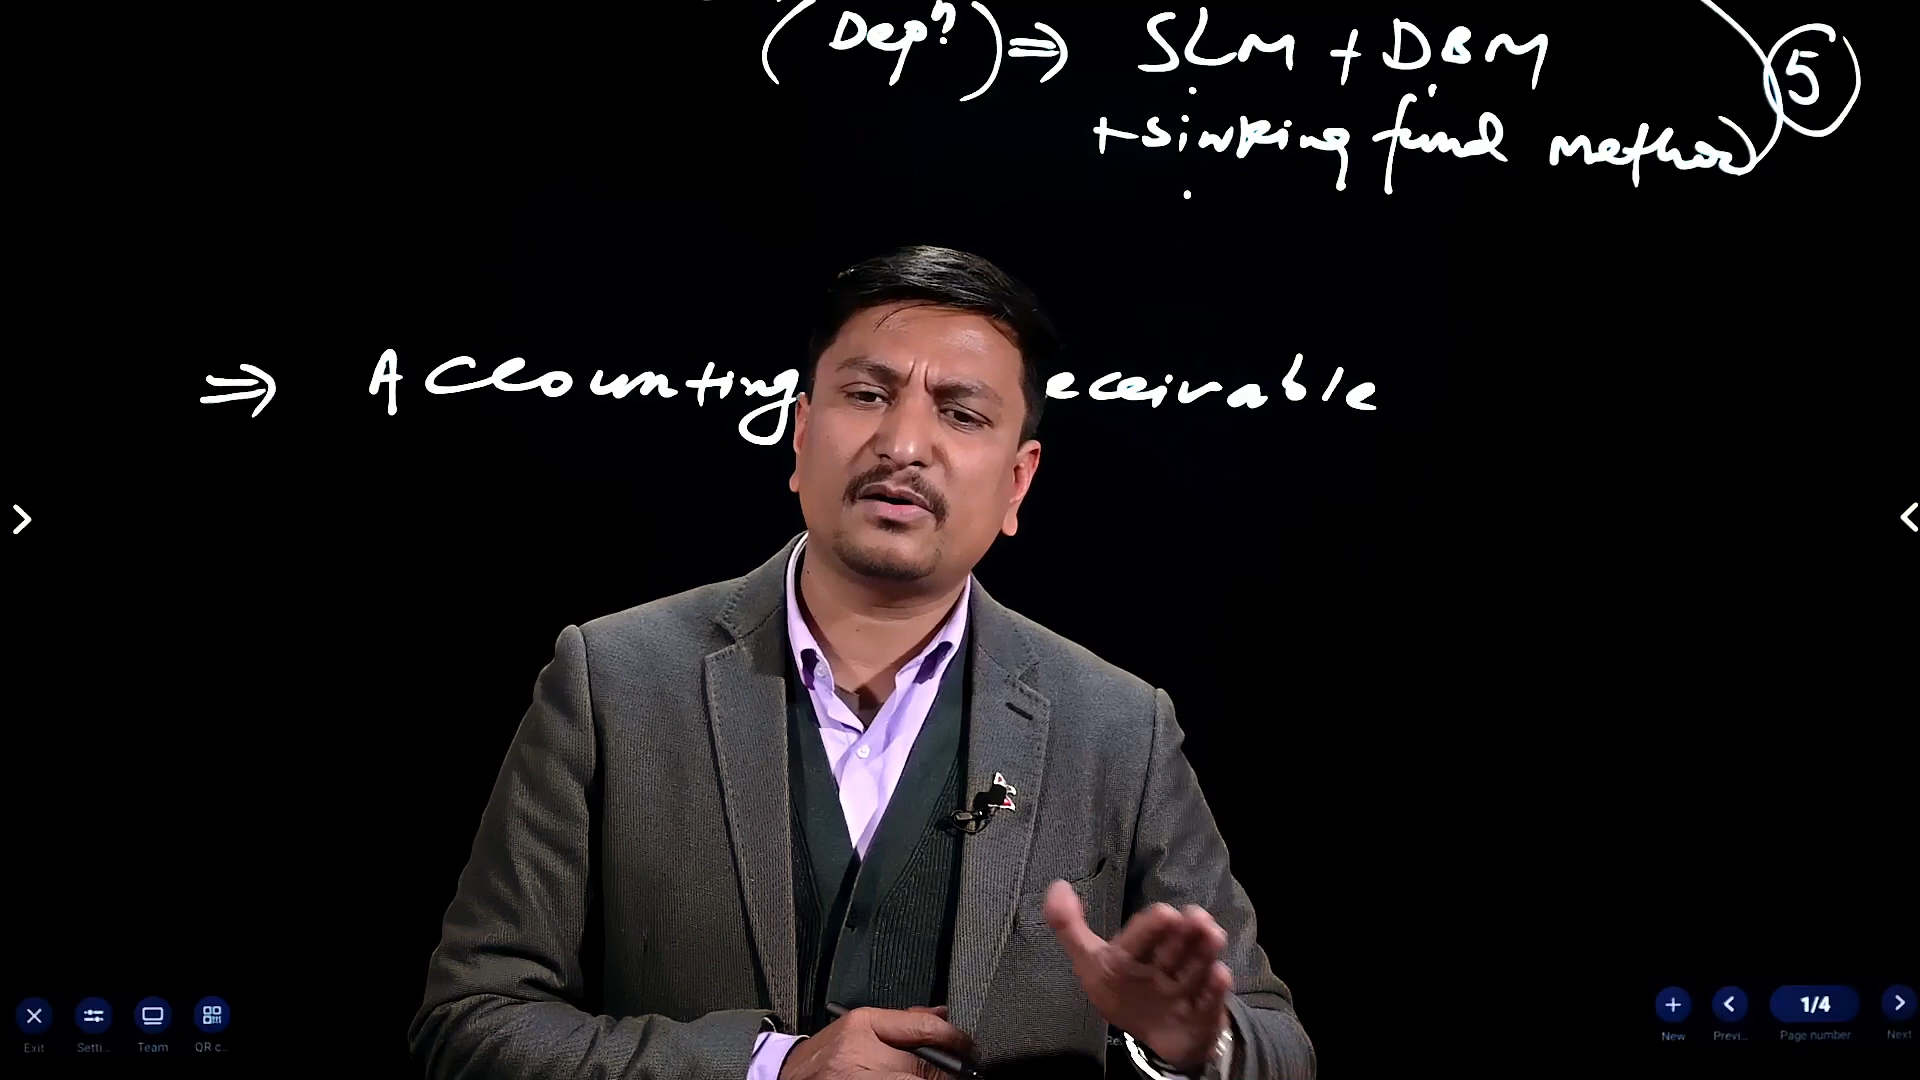 (Depn) ⇒ SLM + DBM
+ sinking fund method
5
⇒ Accounting eceivable
Exit
Setti...
Team
QR c...
New
Previ...
1/4
Page number
Next